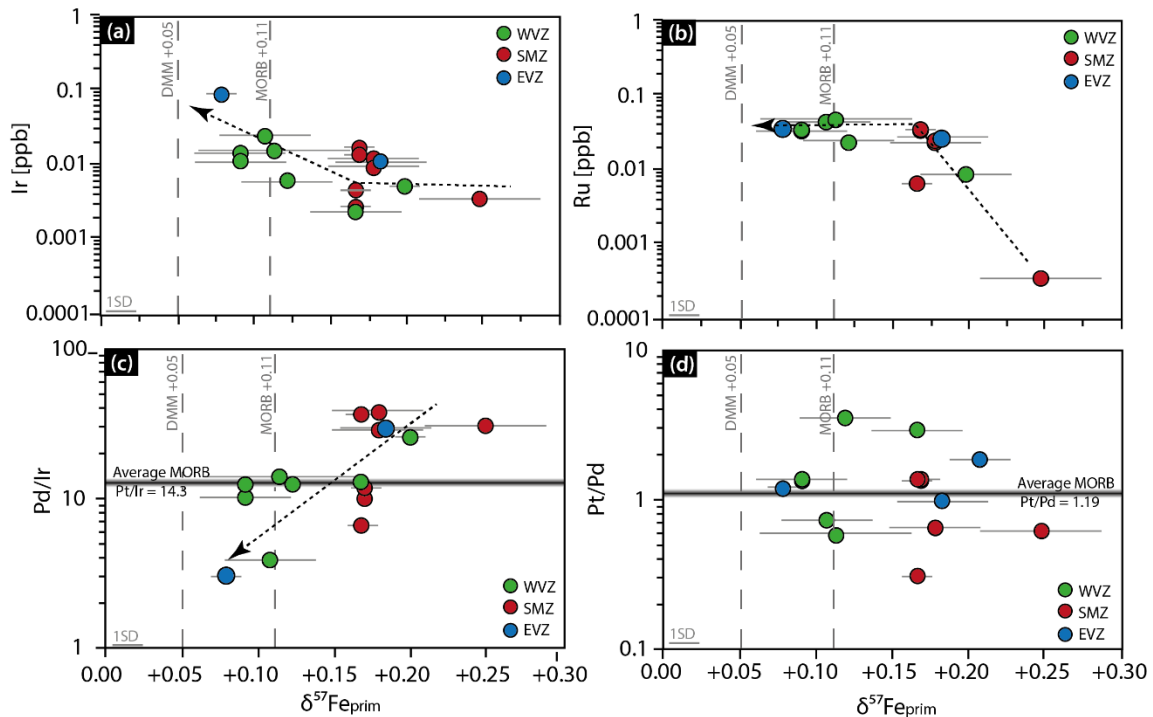 (a)
1
0.1
0.01
0.001
0.0001
Ir [ppb]
DMM +0.05
MORB +0.11
WVZ
SMZ
EVZ
1SD
(b)
1
0.1
0.01
0.001
0.0001
Ru [ppb]
DMM +0.05
MORB +0.11
WVZ
SMZ
EVZ
1SD
(c)
100
10
1
Pd/Ir
DMM +0.05
MORB +0.11
Average MORB
Pt/Ir = 14.3
WVZ
SMZ
EVZ
1SD
0.00 +0.05 +0.10 +0.15 +0.20 +0.25 +0.30
δ⁵⁷Feprim
(d)
10
1
0.1
Pt/Pd
DMM +0.05
MORB +0.11
Average MORB
Pt/Pd = 1.19
WVZ
SMZ
EVZ
1SD
0.00 +0.05 +0.10 +0.15 +0.20 +0.25 +0.30
δ⁵⁷Feprim